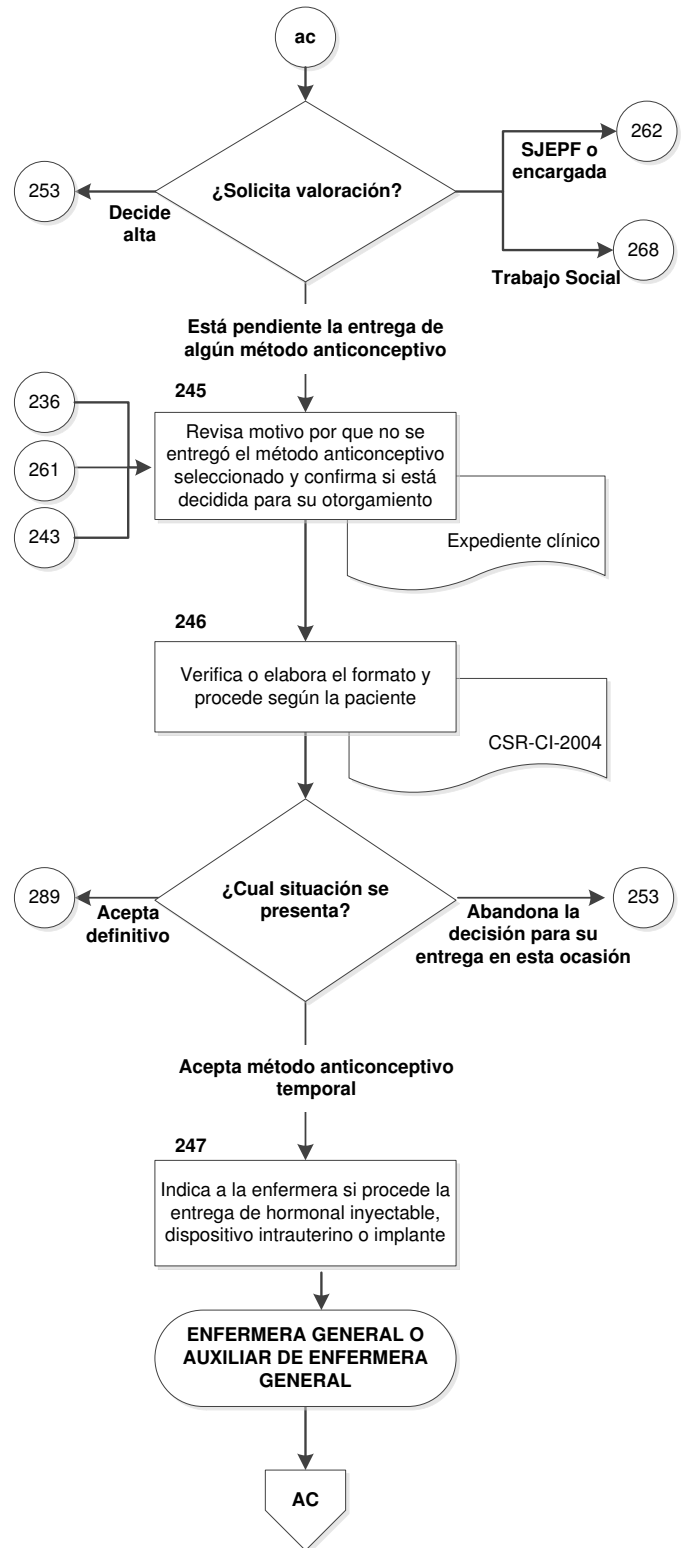 ac
¿Solicita valoración?
253
Decide
alta
262
SJEPF o
encargada
268
Trabajo Social
Está pendiente la entrega de
algún método anticonceptivo
245
236
261
243
Revisa motivo por que no se
entregó el método anticonceptivo
seleccionado y confirma si está
decidida para su otorgamiento
Expediente clínico
246
Verifica o elabora el formato y
procede según la paciente
CSR-CI-2004
¿Cual situación se
presenta?
289
Acepta
definitivo
253
Abandona la
decisión para su
entrega en esta ocasión
Acepta método anticonceptivo
temporal
247
Indica a la enfermera si procede la
entrega de hormonal inyectable,
dispositivo intrauterino o implante
ENFERMERA GENERAL O
AUXILIAR DE ENFERMERA
GENERAL
AC